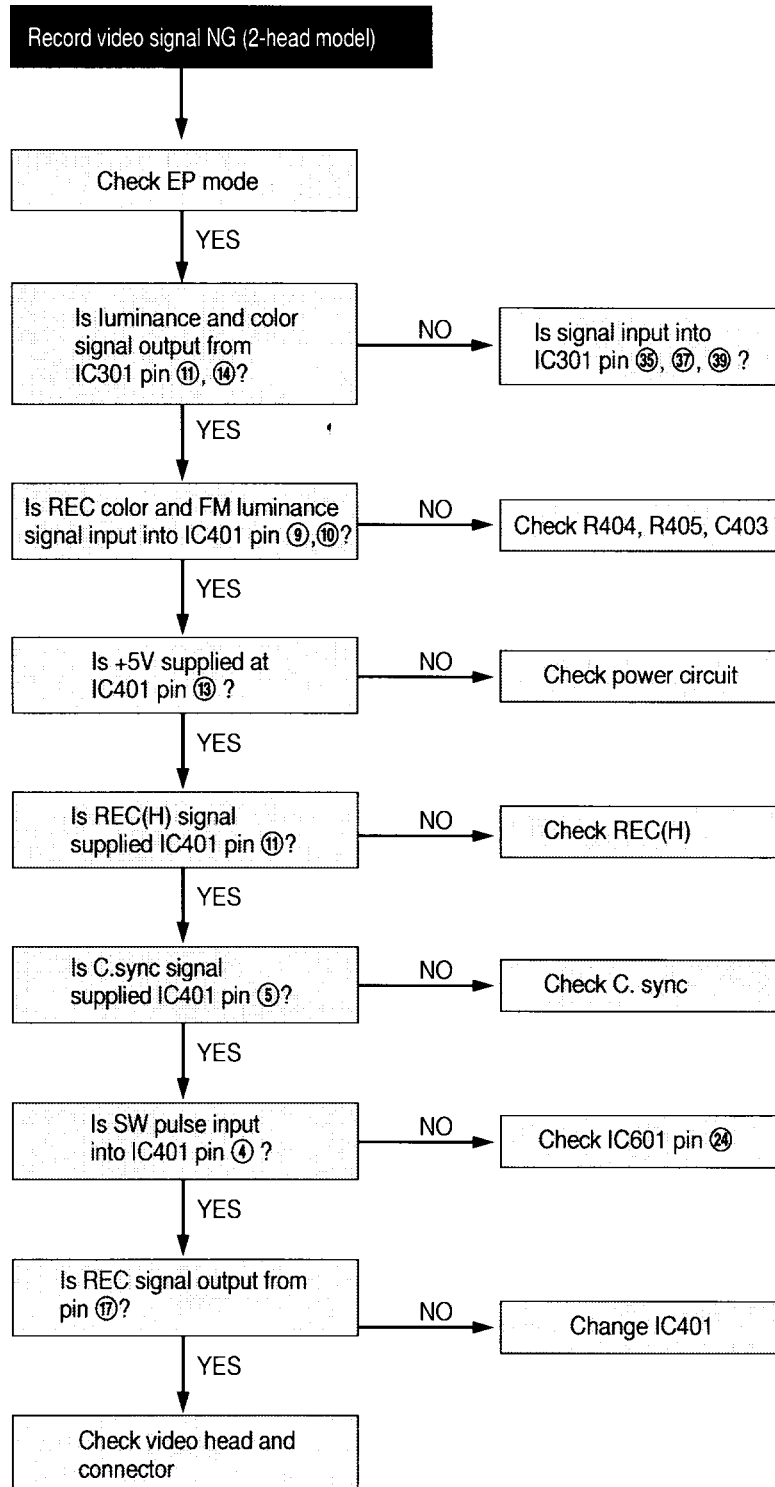 Record video signal NG (2-head model)
Check EP mode
YES
Is luminance and color
signal output from
IC301 pin ⑪, ⑭?
NO
Is signal input into
IC301 pin ㉟, ㊲, ㊴ ?
YES
Is REC color and FM luminance
signal input into IC401 pin ⑨,⑩?
NO
Check R404, R405, C403
YES
Is +5V supplied at
IC401 pin ⑬ ?
NO
Check power circuit
YES
Is REC(H) signal
supplied IC401 pin ⑪?
NO
Check REC(H)
YES
Is C.sync signal
supplied IC401 pin ⑤?
NO
Check C. sync
YES
Is SW pulse input
into IC401 pin ④ ?
NO
Check IC601 pin ㉔
YES
Is REC signal output from
pin ⑰?
NO
Change IC401
YES
Check video head and
connector